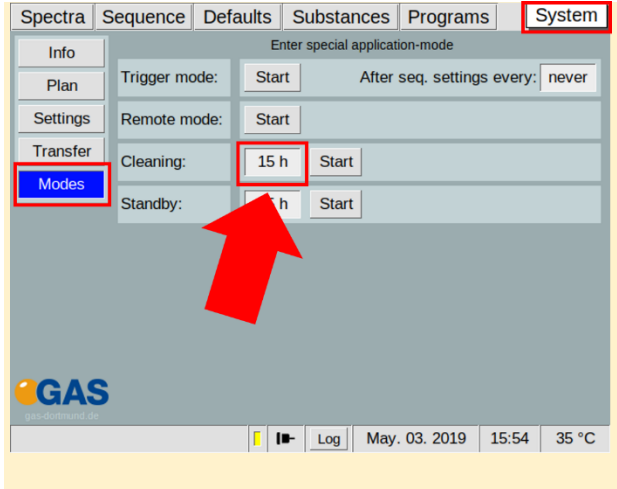 Spectra Sequence Defaults Substances Programs System
Info
Plan
Settings
Transfer
Modes
Enter special application-mode
Trigger mode: Start After seq. settings every: never
Remote mode: Start
Cleaning: 15 h Start
Standby: h Start
GAS
gas-dortmund.de
Log May. 03. 2019 15:54 35 °C